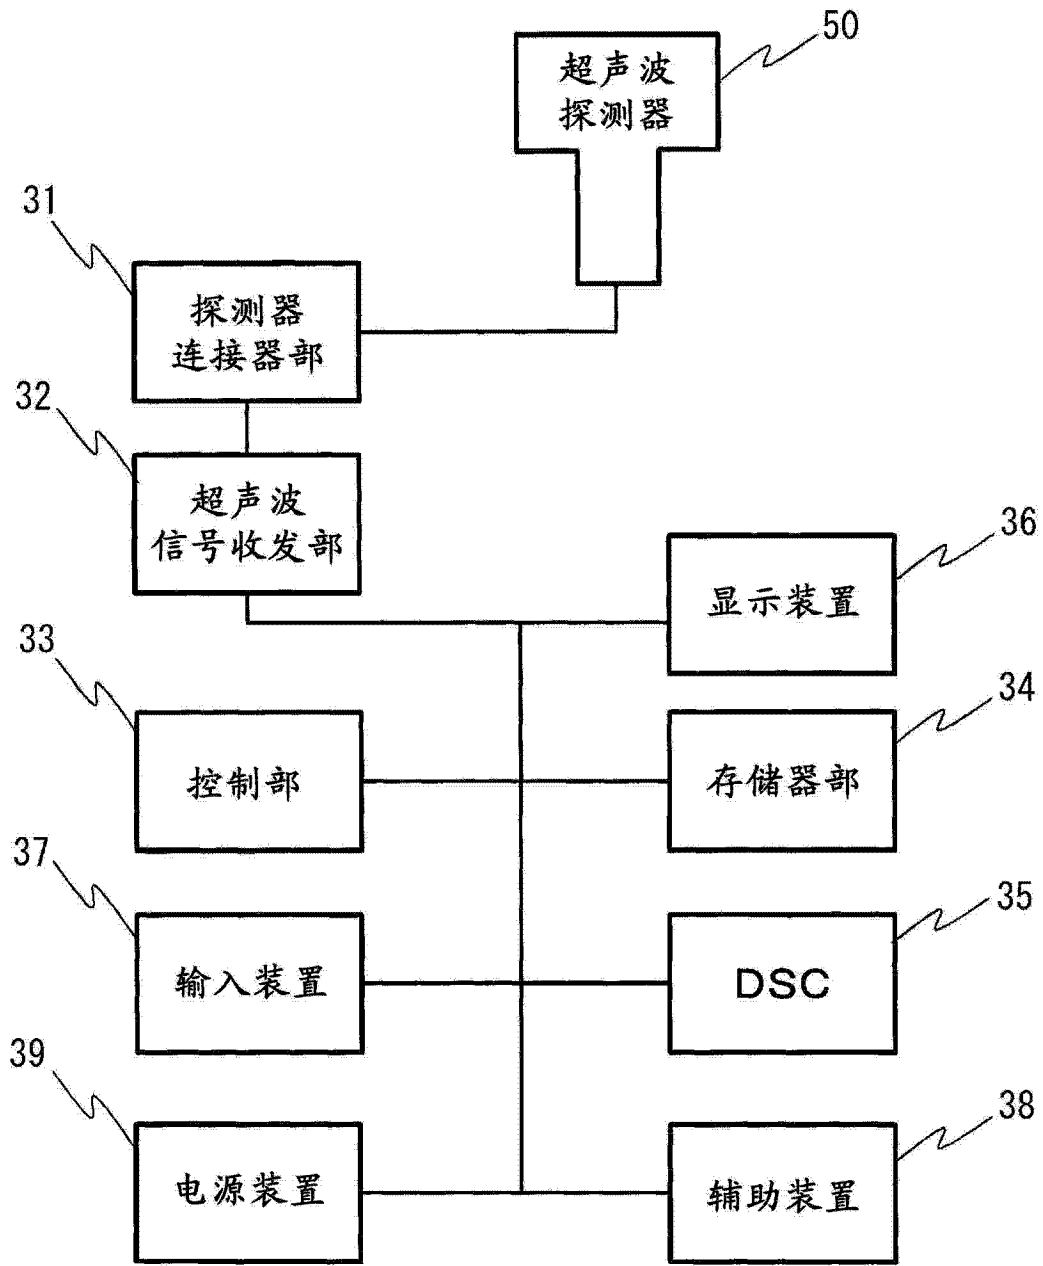 50
超声波
探测器
31
探测器
连接器部
32
超声波
信号收发部
36
显示装置
33
控制部
34
存储器部
37
输入装置
35
DSC
39
电源装置
38
辅助装置